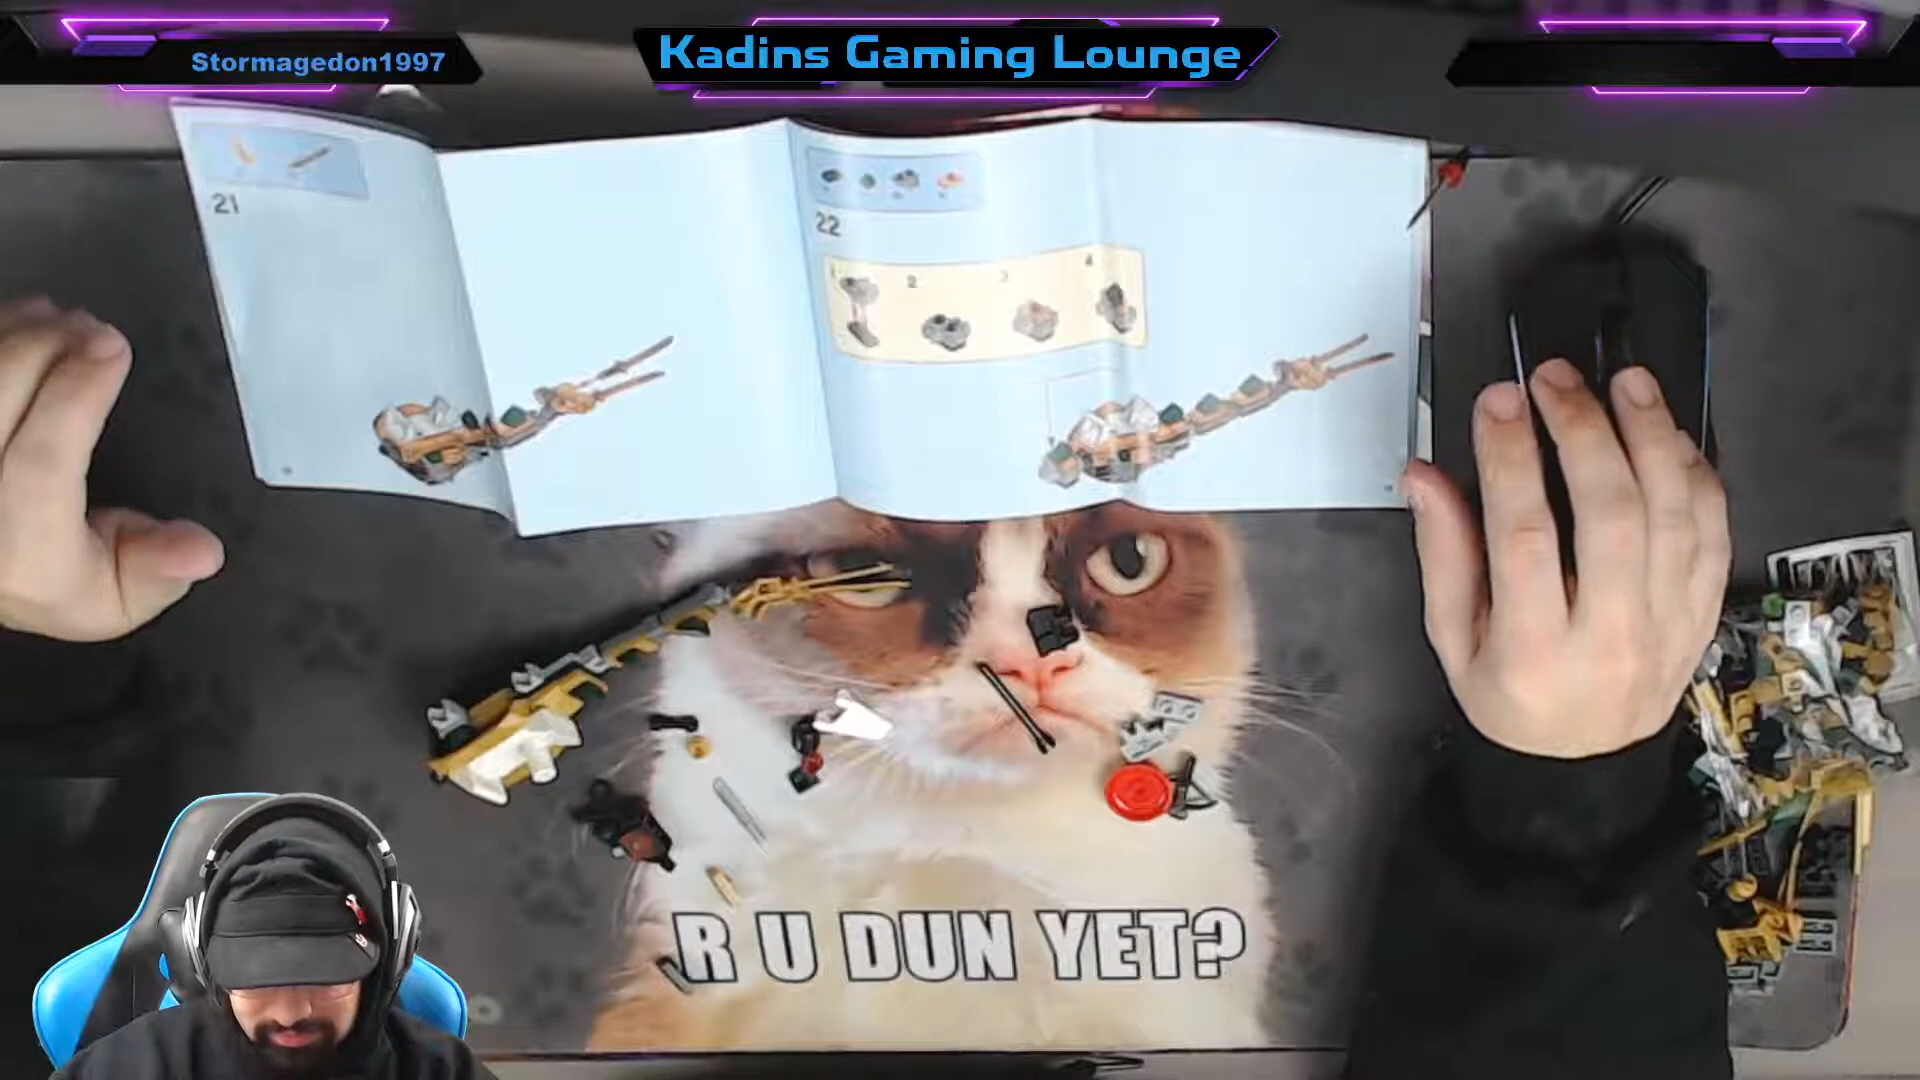 Stormagedon1997
Kadins Gaming Lounge
21
22
1 2 3 4
R U DUN YET?